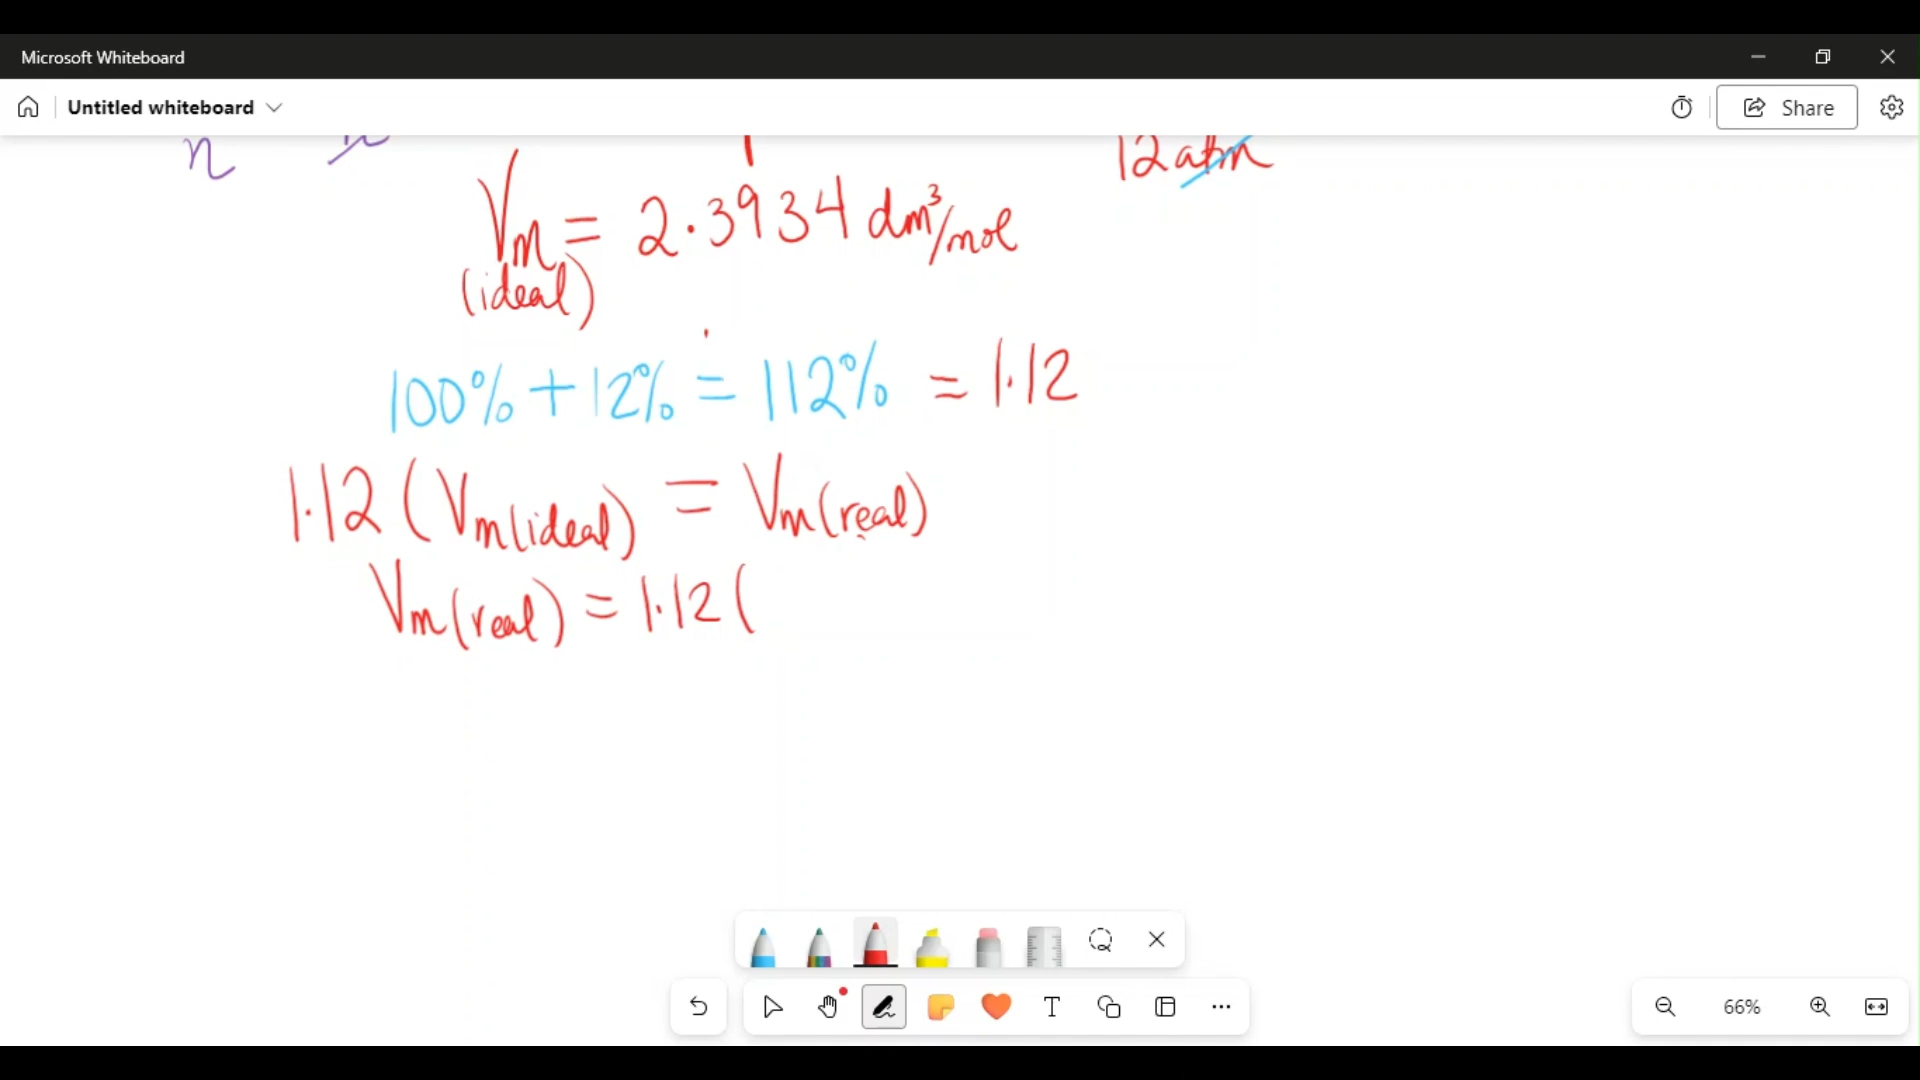 Microsoft Whiteboard
Untitled whiteboard
Share
n
12 atm
Vm = 2.3934 dm³/mol
(ideal)
100% + 12% = 112% = 1.12
1.12 (Vm(ideal) = Vm(real)
Vm(real) = 1.12 (
T
66%